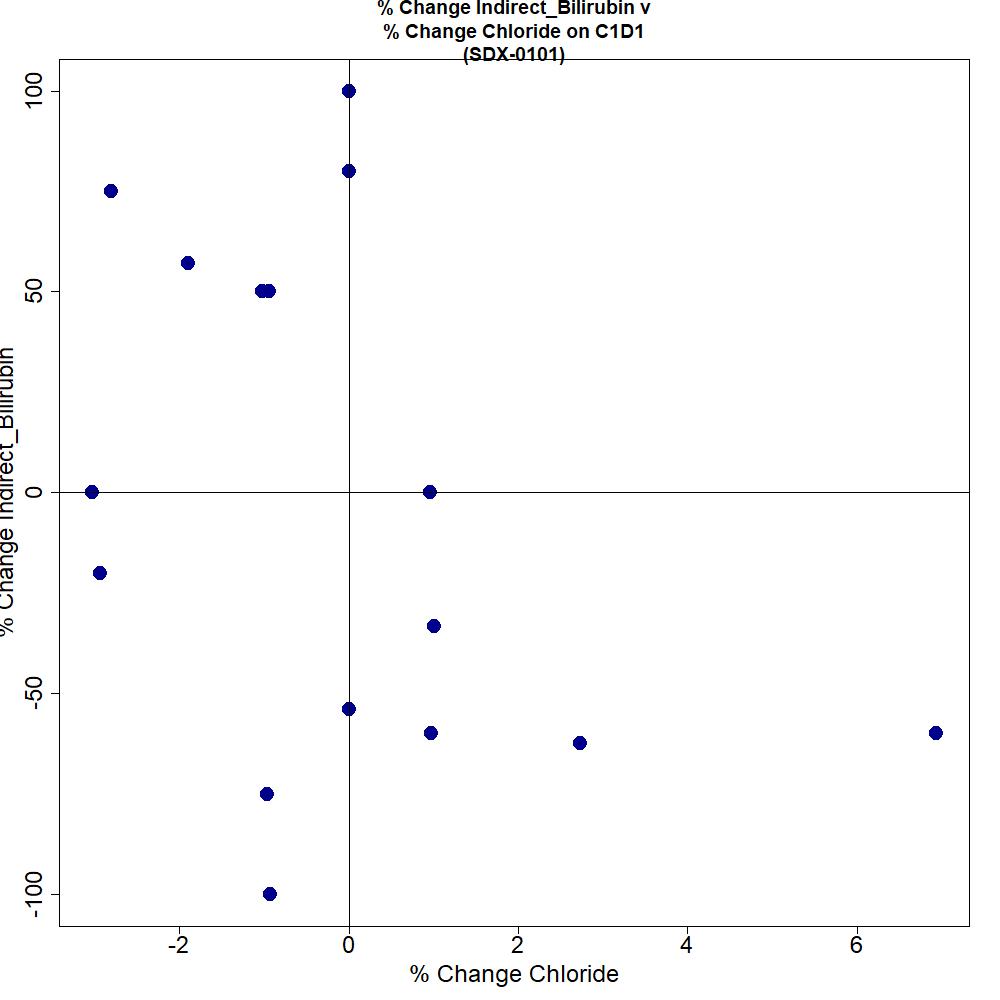 % Change Indirect_Bilirubin v
% Change Chloride on C1D1
(SDX-0101)
% Change Indirect_Bilirubin
100
50
0
-50
-100
-2
0
2
4
6
% Change Chloride